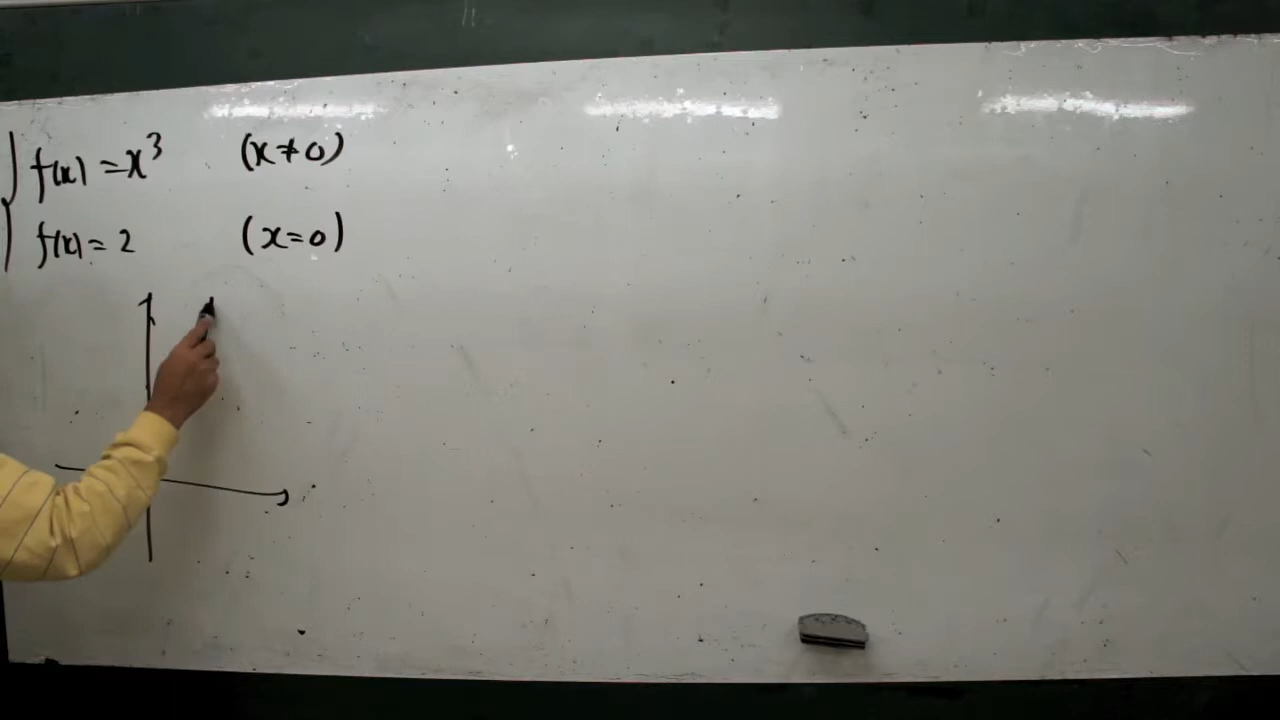 f(x) = x³ (x ≠ 0)
f(x) = 2 (x = 0)